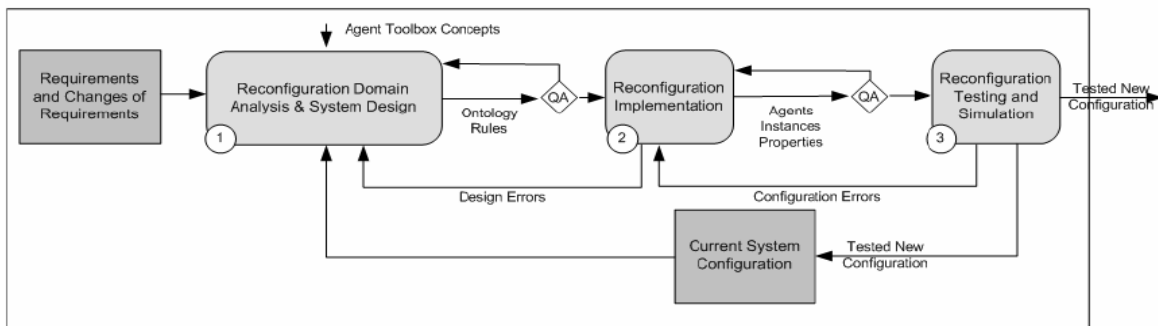 Agent Toolbox Concepts
Requirements
and Changes of
Requirements
Reconfiguration Domain
Analysis & System Design
1
QA
Ontology
Rules
Reconfiguration
Implementation
2
QA
Agents
Instances
Properties
Reconfiguration
Testing and
Simulation
3
Tested New
Configuration
Design Errors
Configuration Errors
Current System
Configuration
Tested New
Configuration